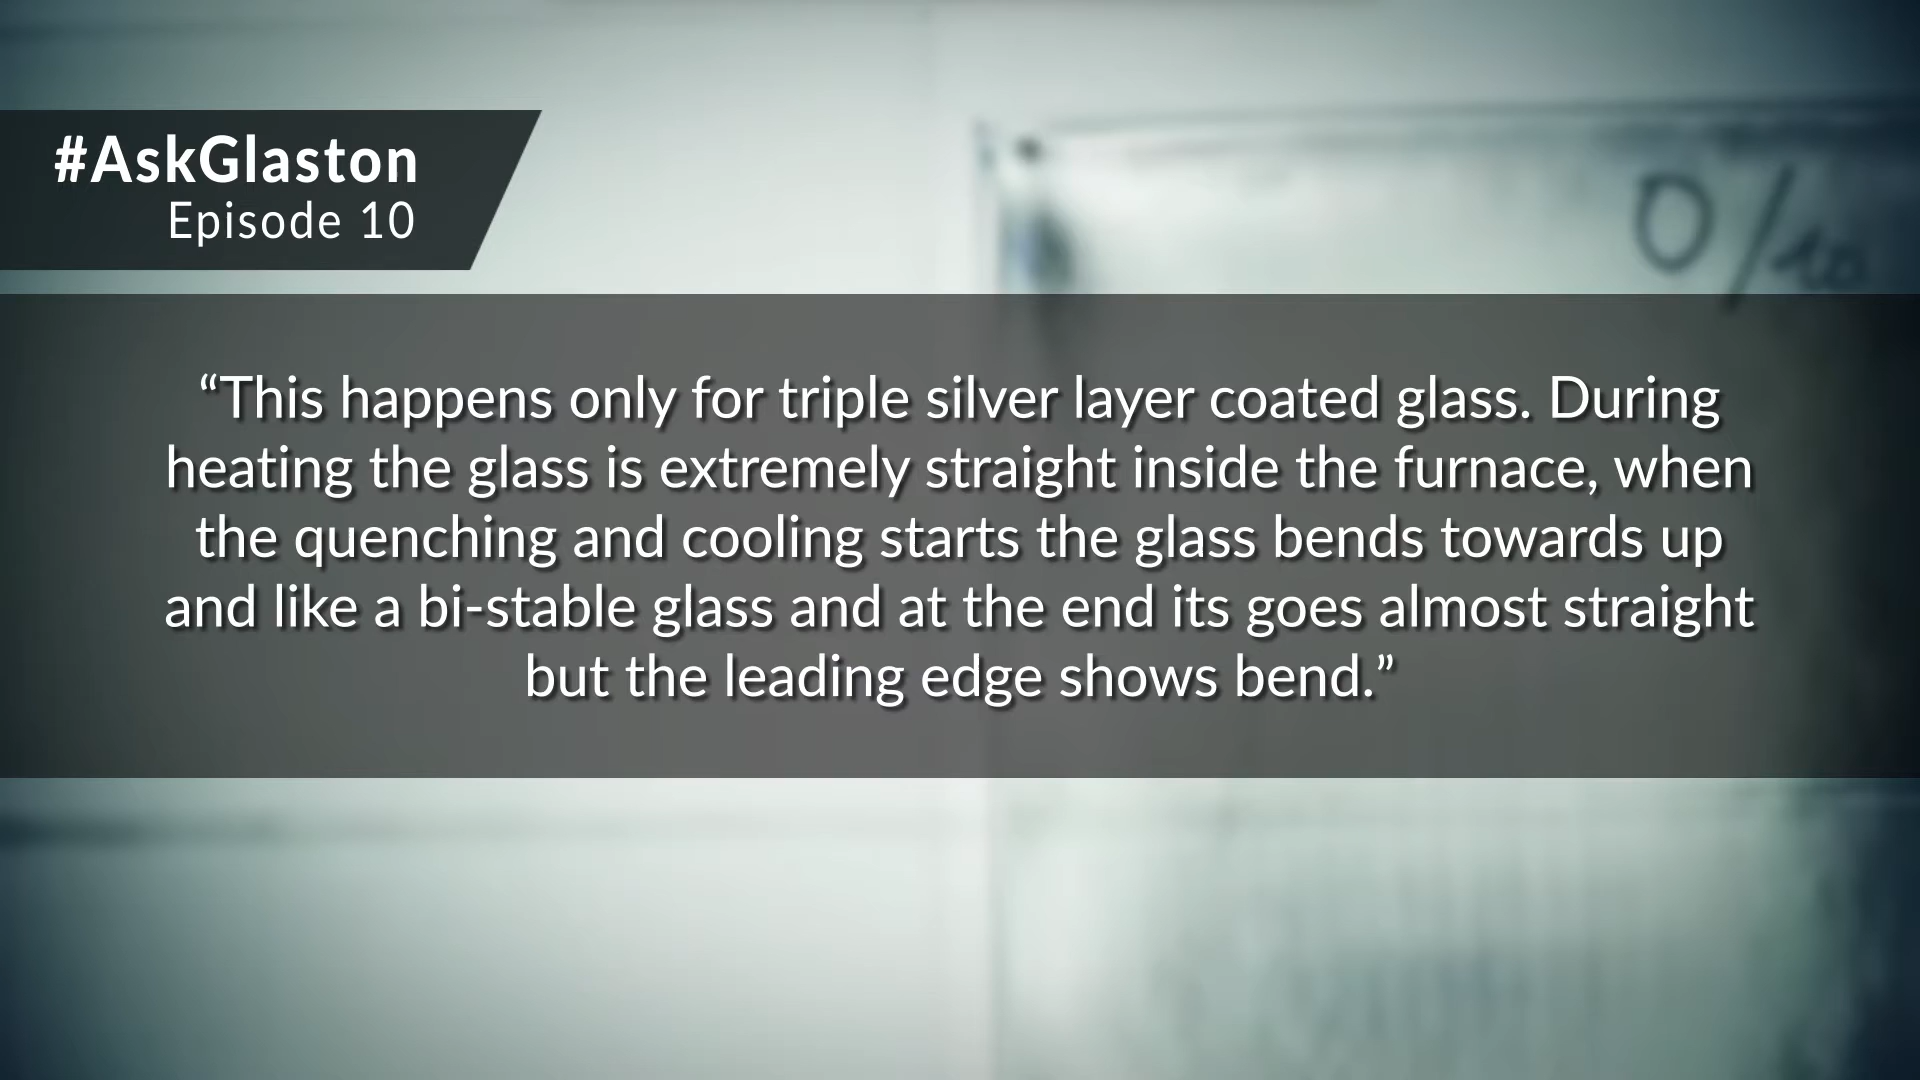 #AskGlaston
Episode 10
“This happens only for triple silver layer coated glass. During
heating the glass is extremely straight inside the furnace, when
the quenching and cooling starts the glass bends towards up
and like a bi-stable glass and at the end its goes almost straight
but the leading edge shows bend.”